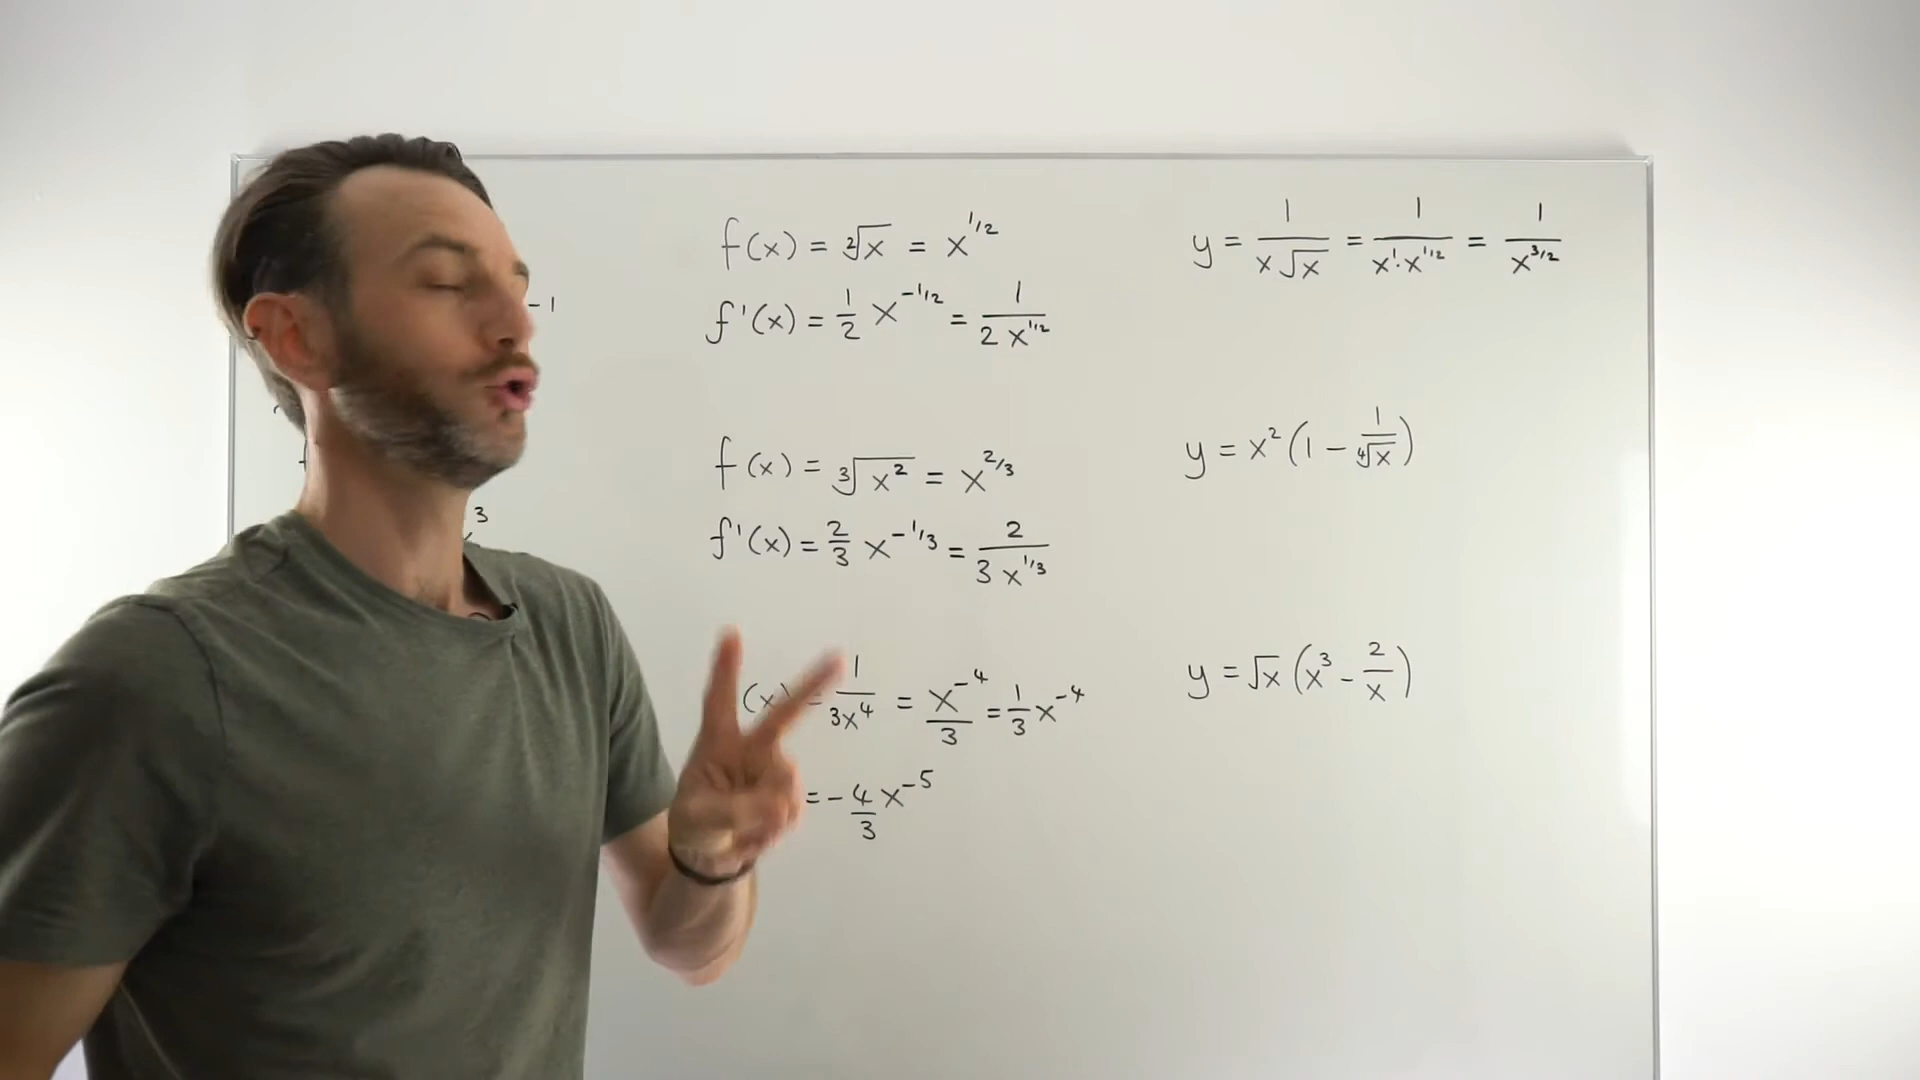 -1
3
f(x) = ²√x = x^1/2
f'(x) = 1/2 x^-1/2 = 1/(2 x^1/2)
f(x) = ³√x² = x^2/3
f'(x) = 2/3 x^-1/3 = 2/(3 x^1/3)
(x) = 1/(3x⁴) = x^-4/3 = 1/3 x^-4
= -4/3 x^-5
y = 1/(x√x) = 1/(x¹·x^1/2) = 1/x^3/2
y = x² (1 - 1/⁴√x)
y = √x (x³ - 2/x)